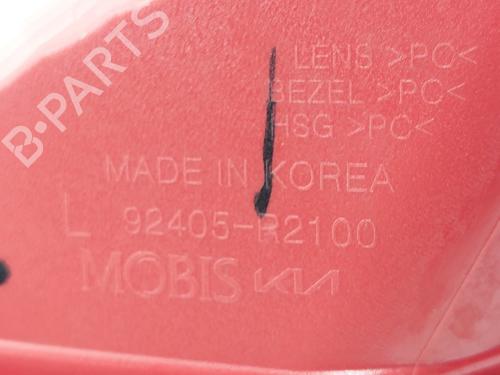 B-PARTS
LENS >PC<
BEZEL >PC<
HSG >PC<
MADE IN KOREA
L 92405-R2100
MOBIS KIA